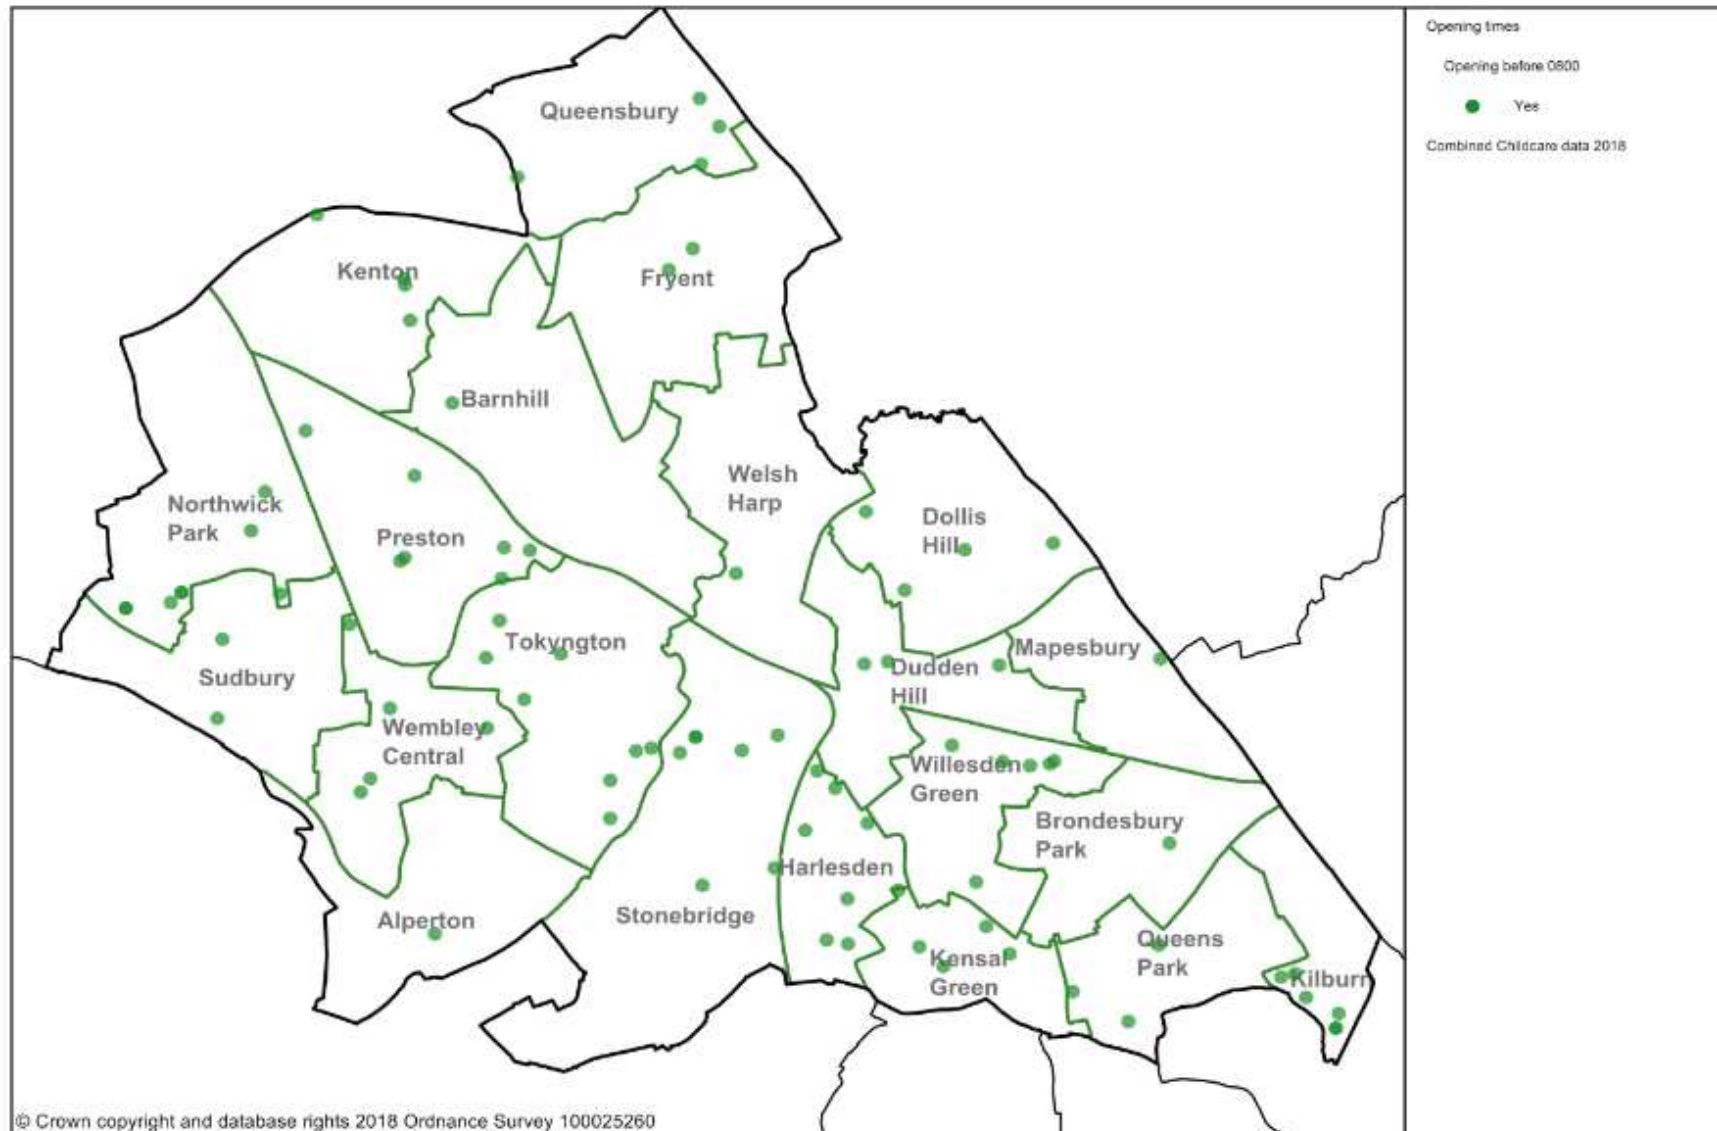 Opening times
Opening before 0800
Yes
Combined Childcare data 2018
Queensbury
Kenton
Fryent
Barnhill
Welsh
Harp
Northwick
Park
Preston
Dollis
Hill
Tokyngton
Sudbury
Dudden
Hill
Mapesbury
Wembley
Central
Willesden
Green
Brondesbury
Park
Harlesden
Alperton
Stonebridge
Kensal
Green
Queens
Park
Kilburn
© Crown copyright and database rights 2018 Ordnance Survey 100025260